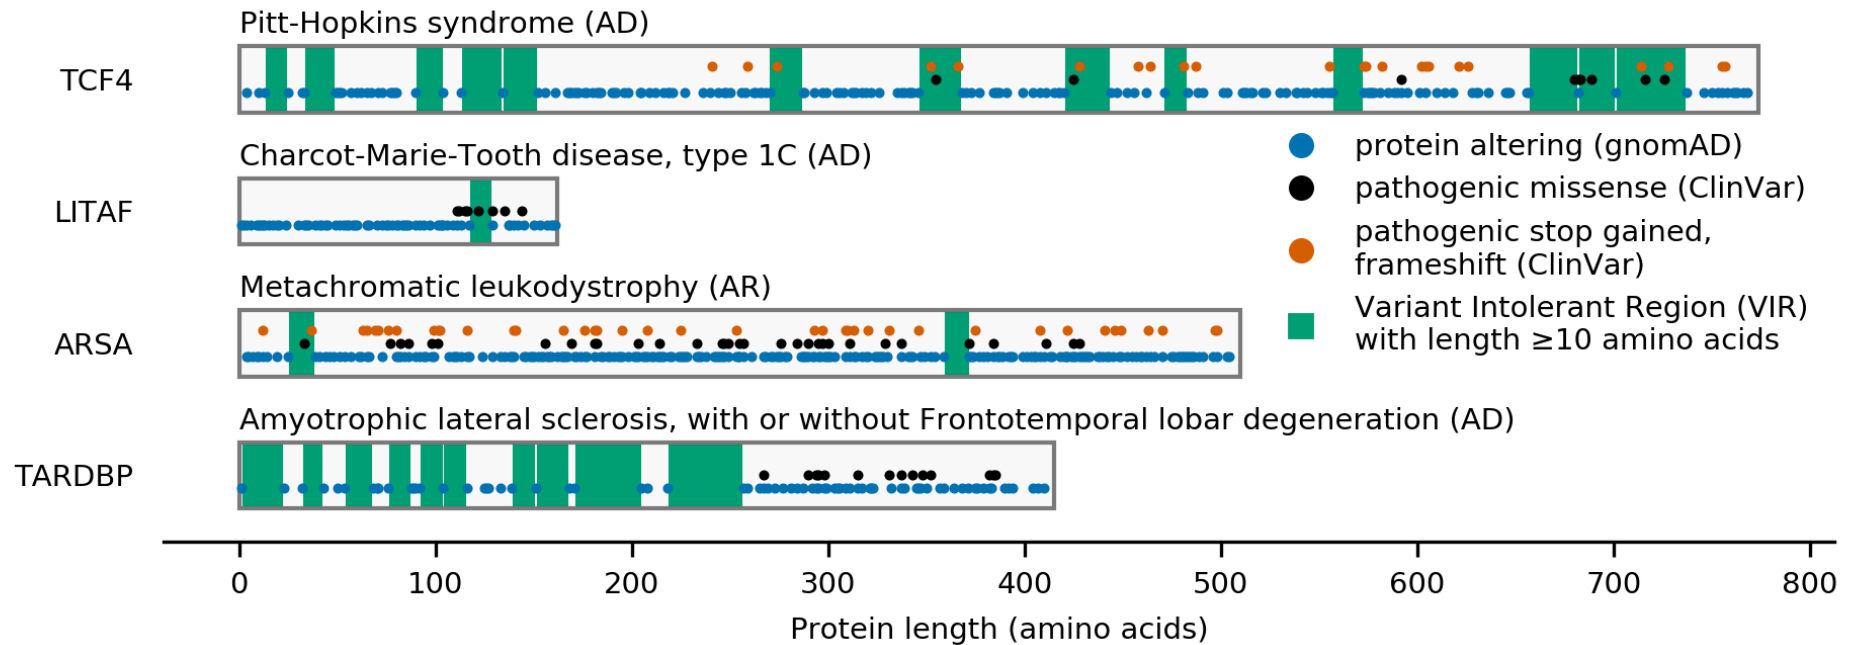 Pitt-Hopkins syndrome (AD)
TCF4
Charcot-Marie-Tooth disease, type 1C (AD)
LITAF
Metachromatic leukodystrophy (AR)
ARSA
Amyotrophic lateral sclerosis, with or without Frontotemporal lobar degeneration (AD)
TARDBP
protein altering (gnomAD)
pathogenic missense (ClinVar)
pathogenic stop gained,
frameshift (ClinVar)
Variant Intolerant Region (VIR)
with length ≥10 amino acids
0 100 200 300 400 500 600 700 800
Protein length (amino acids)